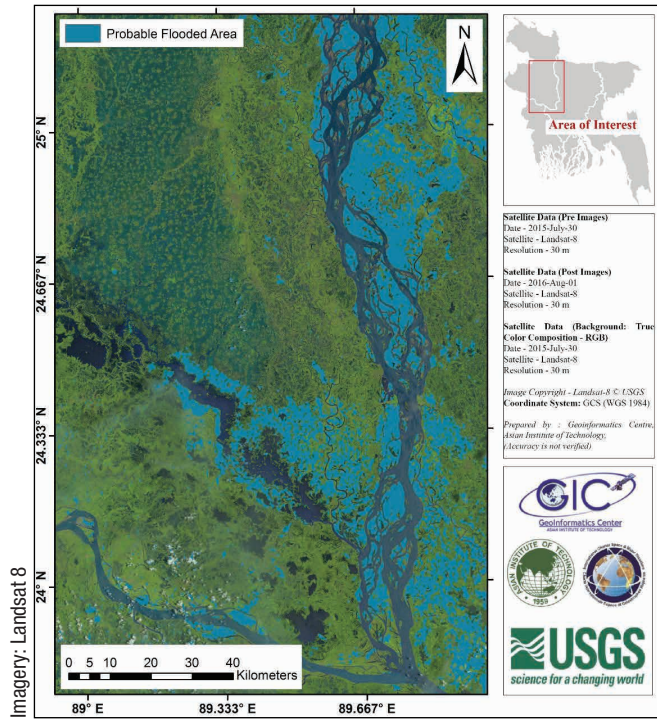 Probable Flooded Area
N
25° N
24.667° N
24.333° N
24° N
0 5 10 20 30 40
Kilometers
89° E 89.333° E 89.667° E
Imagery: Landsat 8
Area of Interest
Satellite Data (Pre Images)
Date - 2015-July-30
Satellite - Landsat-8
Resolution - 30 m
Satellite Data (Post Images)
Date - 2016-Aug-01
Satellite - Landsat-8
Resolution - 30 m
Satellite Data (Background: True
Color Composition - RGB)
Date - 2015-July-30
Satellite - Landsat-8
Resolution - 30 m
Image Copyright - Landsat-8 © USGS
Coordinate System: GCS (WGS 1984)
Prepared by : Geoinformatics Centre,
Asian Institute of Technology,
(Accuracy is not verified)
GIC
GeoInformatics Center
ASIAN INSTITUTE OF TECHNOLOGY
ASIAN INSTITUTE OF TECHNOLOGY
1959
USGS
science for a changing world